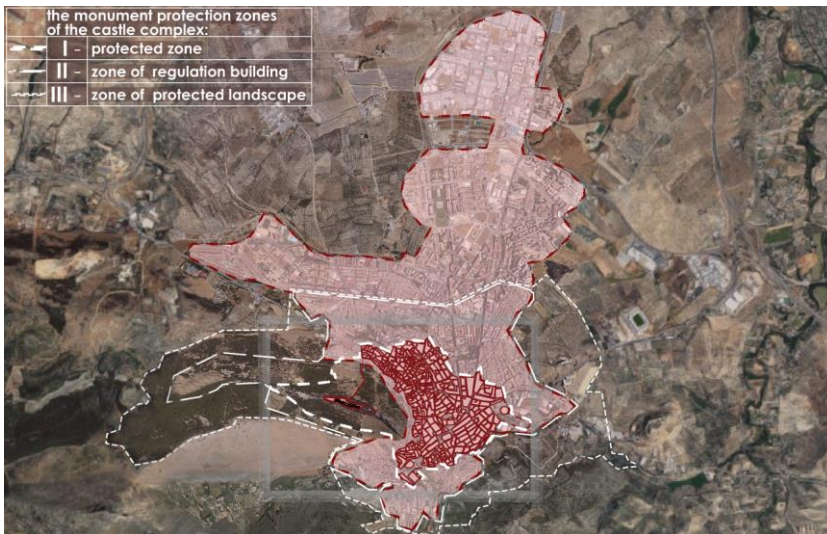 the monument protection zones
of the castle complex:
I - protected zone
II - zone of regulation building
III - zone of protected landscape